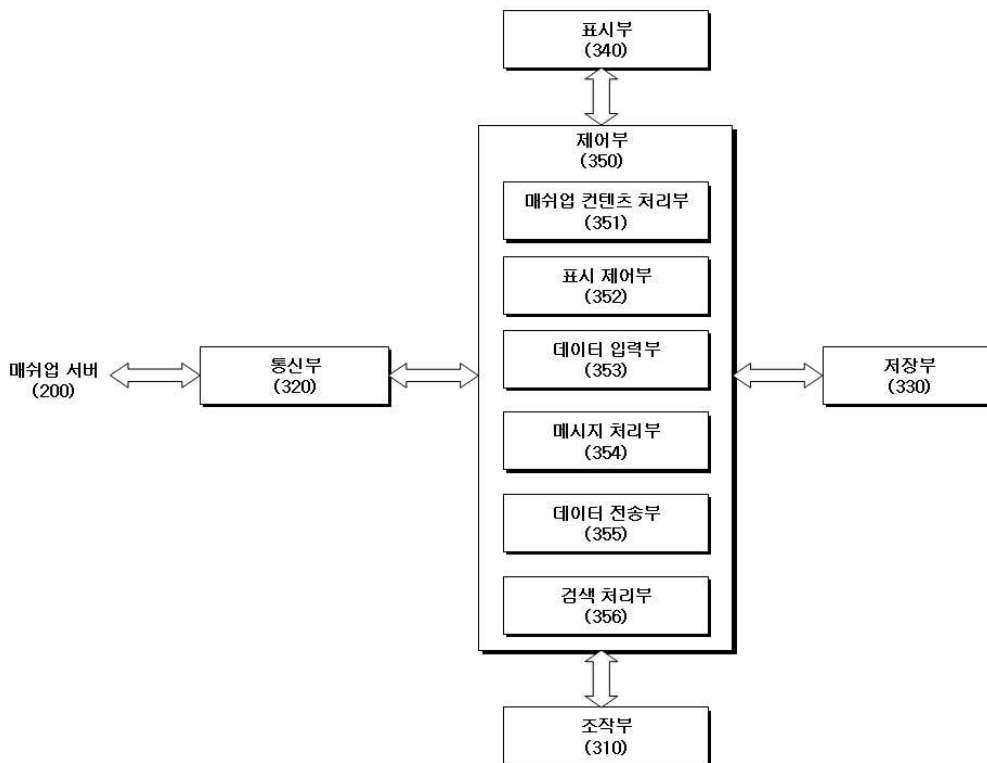 표시부
(340)
제어부
(350)
매쉬업 컨텐츠 처리부
(351)
표시 제어부
(352)
데이터 입력부
(353)
메시지 처리부
(354)
데이터 전송부
(355)
검색 처리부
(356)
매쉬업 서버
(200)
통신부
(320)
저장부
(330)
조작부
(310)